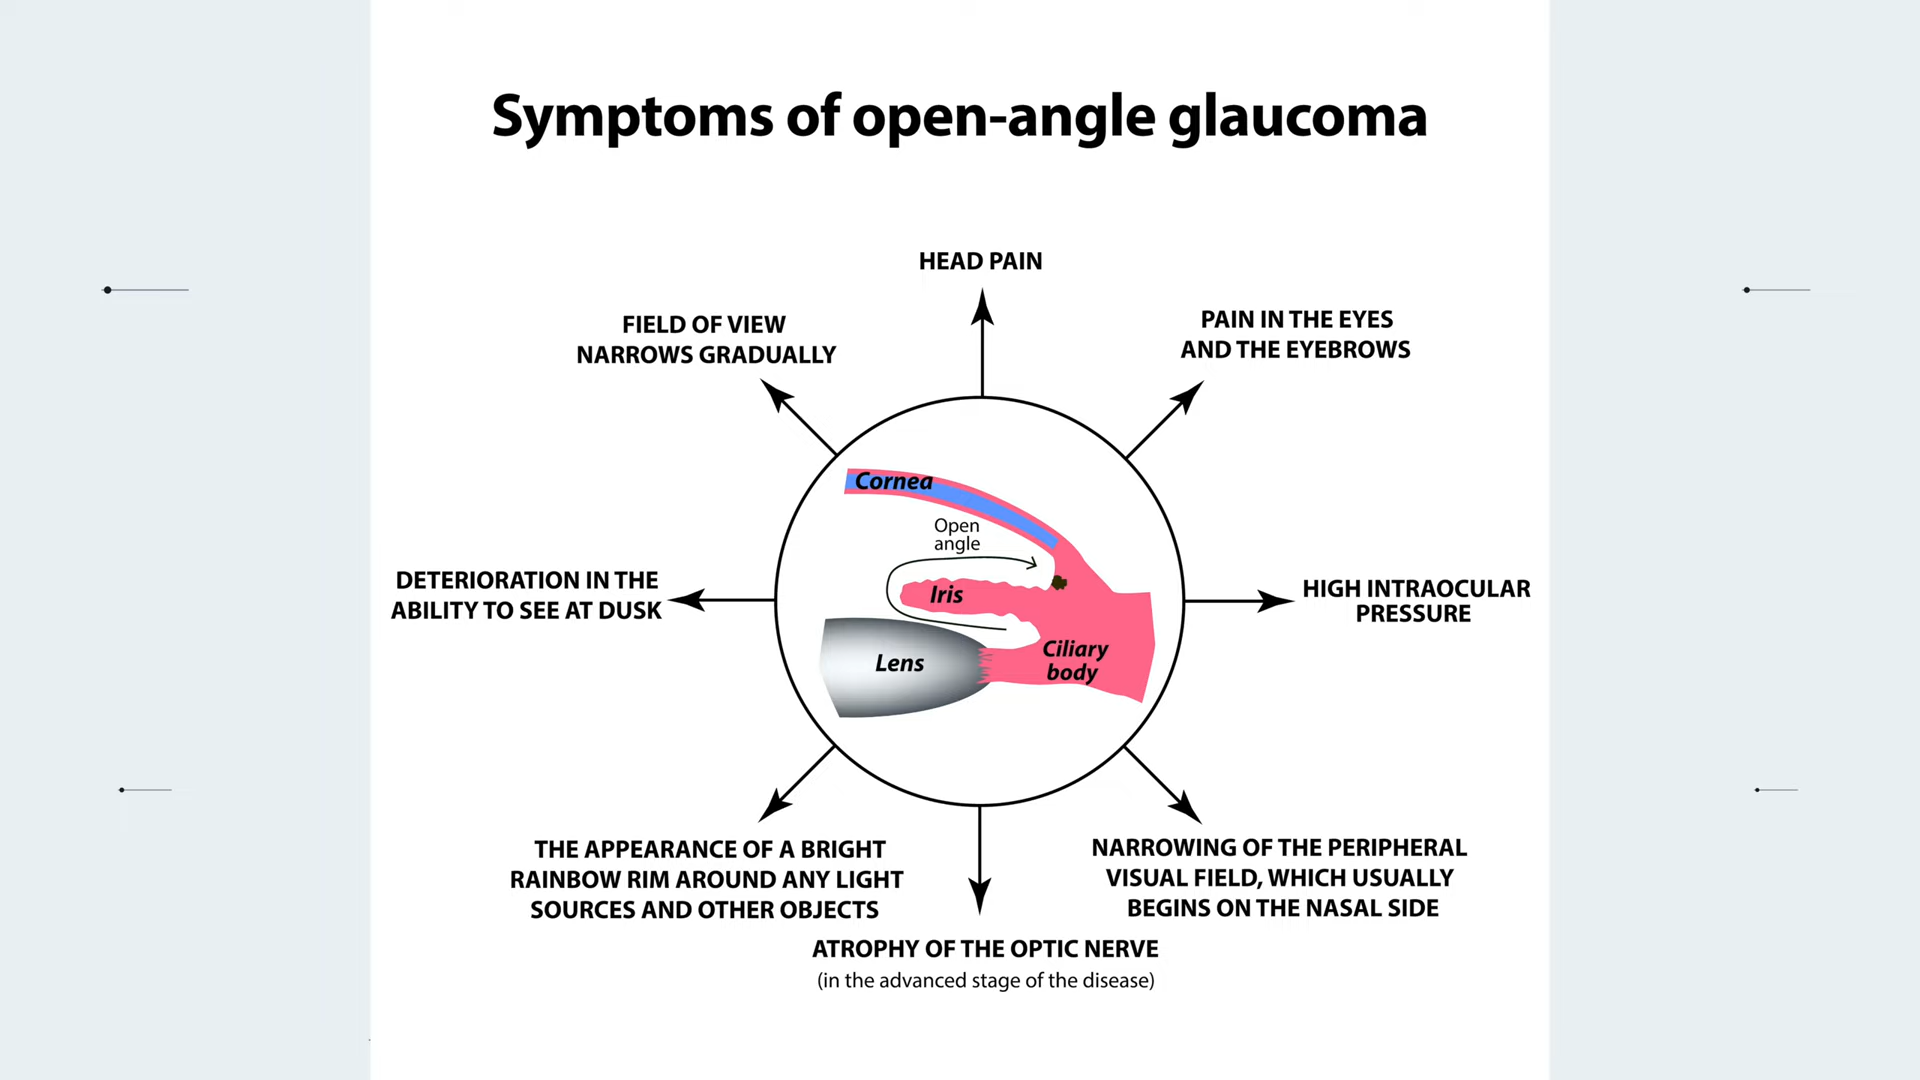 Symptoms of open-angle glaucoma
HEAD PAIN
FIELD OF VIEW
NARROWS GRADUALLY
PAIN IN THE EYES
AND THE EYEBROWS
Cornea
Open
angle
Iris
Lens
Ciliary
body
DETERIORATION IN THE
ABILITY TO SEE AT DUSK
HIGH INTRAOCULAR
PRESSURE
THE APPEARANCE OF A BRIGHT
RAINBOW RIM AROUND ANY LIGHT
SOURCES AND OTHER OBJECTS
NARROWING OF THE PERIPHERAL
VISUAL FIELD, WHICH USUALLY
BEGINS ON THE NASAL SIDE
ATROPHY OF THE OPTIC NERVE
(in the advanced stage of the disease)